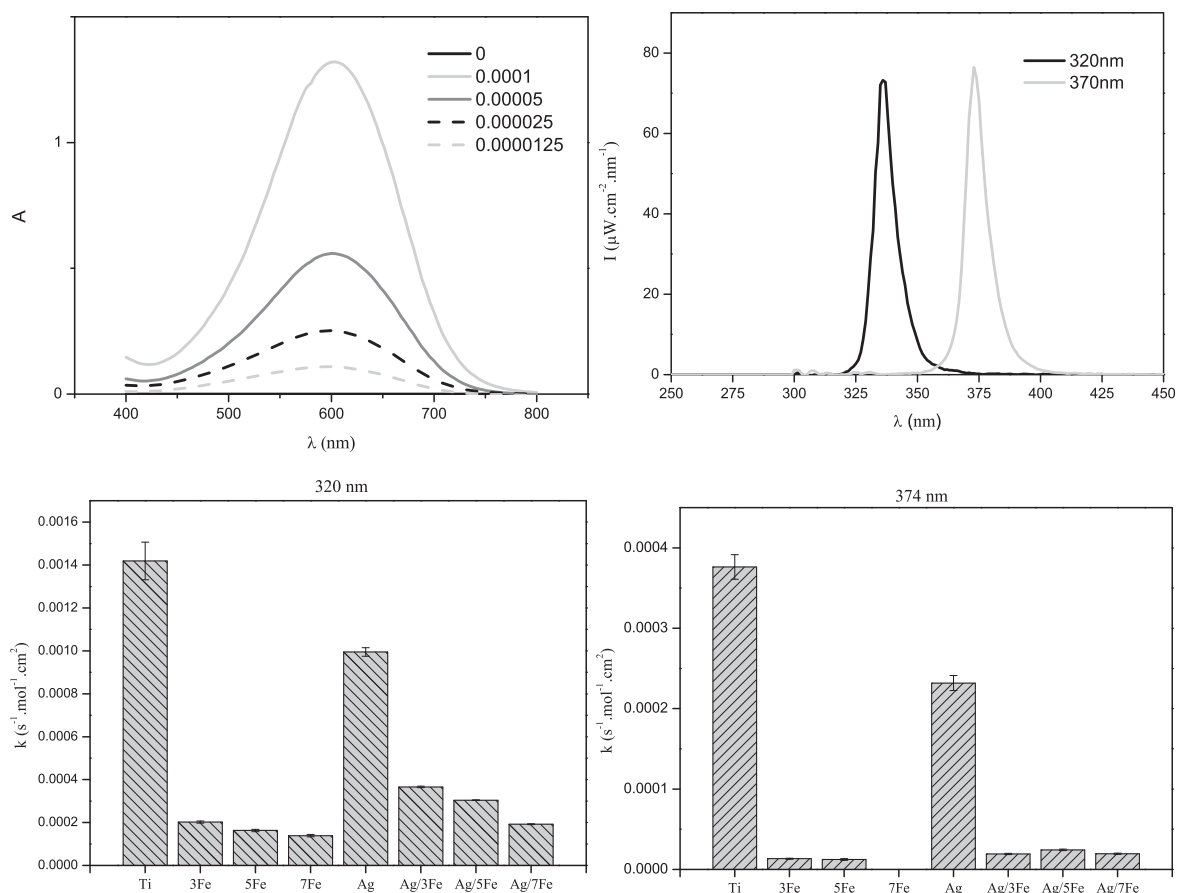 0
0.0001
0.00005
0.000025
0.0000125
1
0
A
400 500 600 700 800
λ (nm)
320nm
370nm
80
60
40
20
0
I (µW.cm⁻².nm⁻¹)
250 275 300 325 350 375 400 425 450
λ (nm)
320 nm
0.0016
0.0014
0.0012
0.0010
0.0008
0.0006
0.0004
0.0002
0.0000
k (s⁻¹.mol⁻¹.cm²)
Ti 3Fe 5Fe 7Fe Ag Ag/3Fe Ag/5Fe Ag/7Fe
374 nm
0.0004
0.0003
0.0002
0.0001
0.0000
k (s⁻¹.mol⁻¹.cm²)
Ti 3Fe 5Fe 7Fe Ag Ag/3Fe Ag/5Fe Ag/7Fe